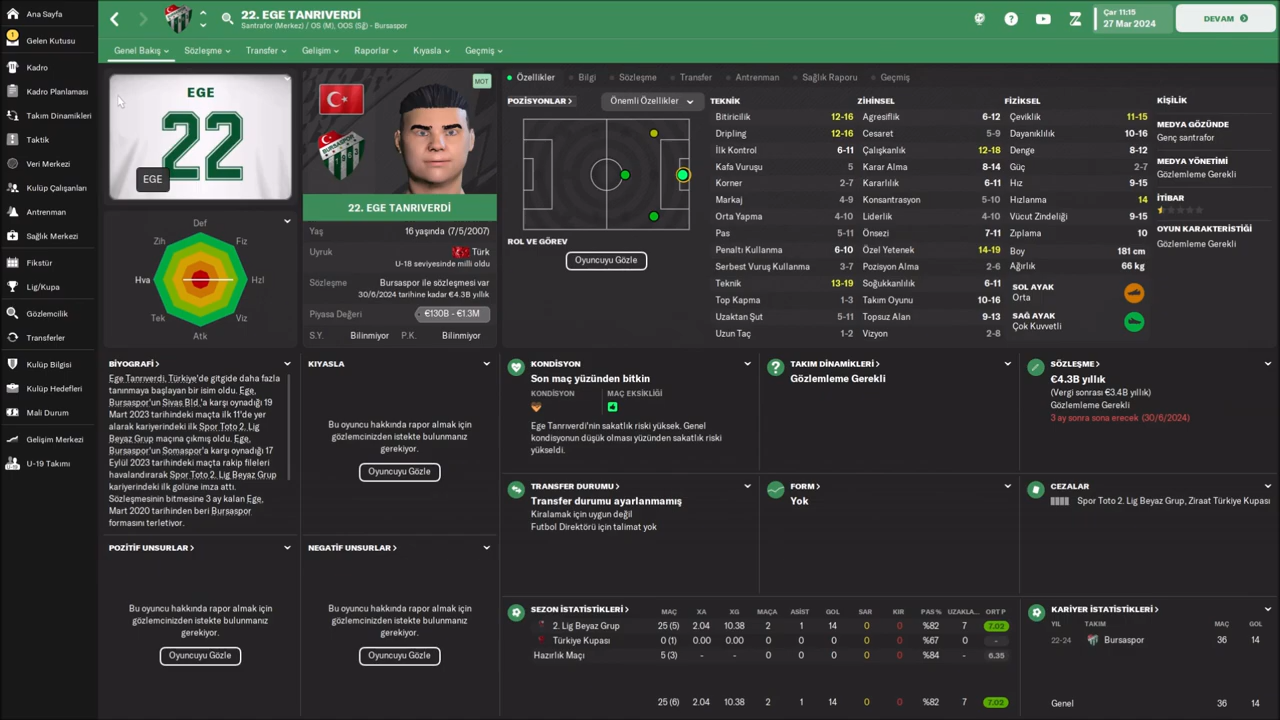 Ana Sayfa
1
Gelen Kutusu
Kadro
Kadro Planlaması
Takım Dinamikleri
Taktik
Veri Merkezi
Kulüp Çalışanları
Antrenman
Sağlık Merkezi
Fikstür
Lig/Kupa
Gözlemcilik
Transferler
Kulüp Bilgisi
Kulüp Hedefleri
Mali Durum
Gelişim Merkezi
U-19 Takımı
22. EGE TANRIVERDİ
Santrafor (Merkez) / OS (M), OOS (Sğ) - Bursaspor
Çar 11:15
27 Mar 2024
DEVAM
Genel Bakış
Sözleşme
Transfer
Gelişim
Raporlar
Kıyasla
Geçmiş
EGE
22
EGE
MOT
22. EGE TANRIVERDİ
Yaş 16 yaşında (7/5/2007)
Uyruk Türk
U-18 seviyesinde milli oldu
Sözleşme Bursaspor ile sözleşmesi var
30/6/2024 tarihine kadar €4.3B yıllık
Piyasa Değeri €130B - €1.3M
S.Y. Bilinmiyor P.K. Bilinmiyor
Def
Fiz
Hzl
Viz
Atk
Tek
Hva
Zih
Özellikler
Bilgi
Sözleşme
Transfer
Antrenman
Sağlık Raporu
Geçmiş
POZİSYONLAR >
Önemli Özellikler
ROL VE GÖREV
Oyuncuyu Gözle
TEKNİK
Bitiricilik 12-16
Dripling 12-16
İlk Kontrol 6-11
Kafa Vuruşu 5
Korner 2-7
Markaj 4-9
Orta Yapma 4-10
Pas 5-11
Penaltı Kullanma 6-10
Serbest Vuruş Kullanma 3-7
Teknik 13-19
Top Kapma 1-3
Uzaktan Şut 5-11
Uzun Taç 1-2
ZİHİNSEL
Agresiflik 6-12
Cesaret 5-9
Çalışkanlık 12-18
Karar Alma 8-14
Kararlılık 6-11
Konsantrasyon 5-10
Liderlik 4-10
Önsezi 7-11
Özel Yetenek 14-19
Pozisyon Alma 2-6
Soğukkanlılık 6-11
Takım Oyunu 10-16
Topsuz Alan 9-13
Vizyon 2-8
FİZİKSEL
Çeviklik 11-15
Dayanıklılık 10-16
Denge 8-12
Güç 2-7
Hız 9-15
Hızlanma 14
Vücut Zindeliği 9-15
Zıplama 10
Boy 181 cm
Ağırlık 66 kg
SOL AYAK
Orta
SAĞ AYAK
Çok Kuvvetli
KİŞİLİK
MEDYA GÖZÜNDE
Genç santrafor
MEDYA YÖNETİMİ
Gözlemleme Gerekli
İTİBAR
OYUN KARAKTERİSTİĞİ
Gözlemleme Gerekli
BİYOGRAFİ >
Ege Tanrıverdi, Türkiye'de gitgide daha fazla
tanınmaya başlayan bir isim oldu. Ege,
Bursaspor'un Sivas Bld.'a karşı oynadığı 19
Mart 2023 tarihindeki maçta ilk 11'de yer
alarak kariyerindeki ilk Spor Toto 2. Lig
Beyaz Grup maçına çıkmış oldu. Ege,
Bursaspor'un Somaspor'a karşı oynadığı 17
Eylül 2023 tarihindeki maçta rakip fileleri
havalandırarak Spor Toto 2. Lig Beyaz Grup
kariyerindeki ilk golüne imza attı.
Sözleşmesinin bitmesine 3 ay kalan Ege,
Mart 2020 tarihinden beri Bursaspor
formasını terletiyor.
KIYASLA
Bu oyuncu hakkında rapor almak için
gözlemcinizden istekte bulunmanız
gerekiyor.
Oyuncuyu Gözle
KONDİSYON
Son maç yüzünden bitkin
KONDİSYON
MAÇ EKSİKLİĞİ
Ege Tanrıverdi'nin sakatlık riski yüksek. Genel
kondisyonun düşük olması yüzünden sakatlık riski
yükseldi.
TAKIM DİNAMİKLERİ >
Gözlemleme Gerekli
SÖZLEŞME >
€4.3B yıllık
(Vergi sonrası €3.4B yıllık)
Gözlemleme Gerekli
3 ay sonra sona erecek (30/6/2024)
TRANSFER DURUMU >
Transfer durumu ayarlanmamış
Kiralamak için uygun değil
Futbol Direktörü için talimat yok
FORM >
Yok
CEZALAR
Spor Toto 2. Lig Beyaz Grup, Ziraat Türkiye Kupası
POZİTİF UNSURLAR >
Bu oyuncu hakkında rapor almak için
gözlemcinizden istekte bulunmanız
gerekiyor.
Oyuncuyu Gözle
NEGATİF UNSURLAR >
Bu oyuncu hakkında rapor almak için
gözlemcinizden istekte bulunmanız
gerekiyor.
Oyuncuyu Gözle
SEZON İSTATİSTİKLERİ > MAÇ XA XG MAÇA ASİST GOL SAR KIR PAS % UZAKLA.. ORT P
2. Lig Beyaz Grup 25 (5) 2.04 10.38 2 1 14 0 0 %82 7 7.02
Türkiye Kupası 0 (1) 0.00 0.00 0 0 0 0 0 %67 0 -
Hazırlık Maçı 5 (3) - - 0 0 0 0 0 %84 - 6.35
25 (6) 2.04 10.38 2 1 14 0 0 %82 7 7.02
KARİYER İSTATİSTİKLERİ >
YIL TAKIM MAÇ GOL
22-24 Bursaspor 36 14
Genel 36 14